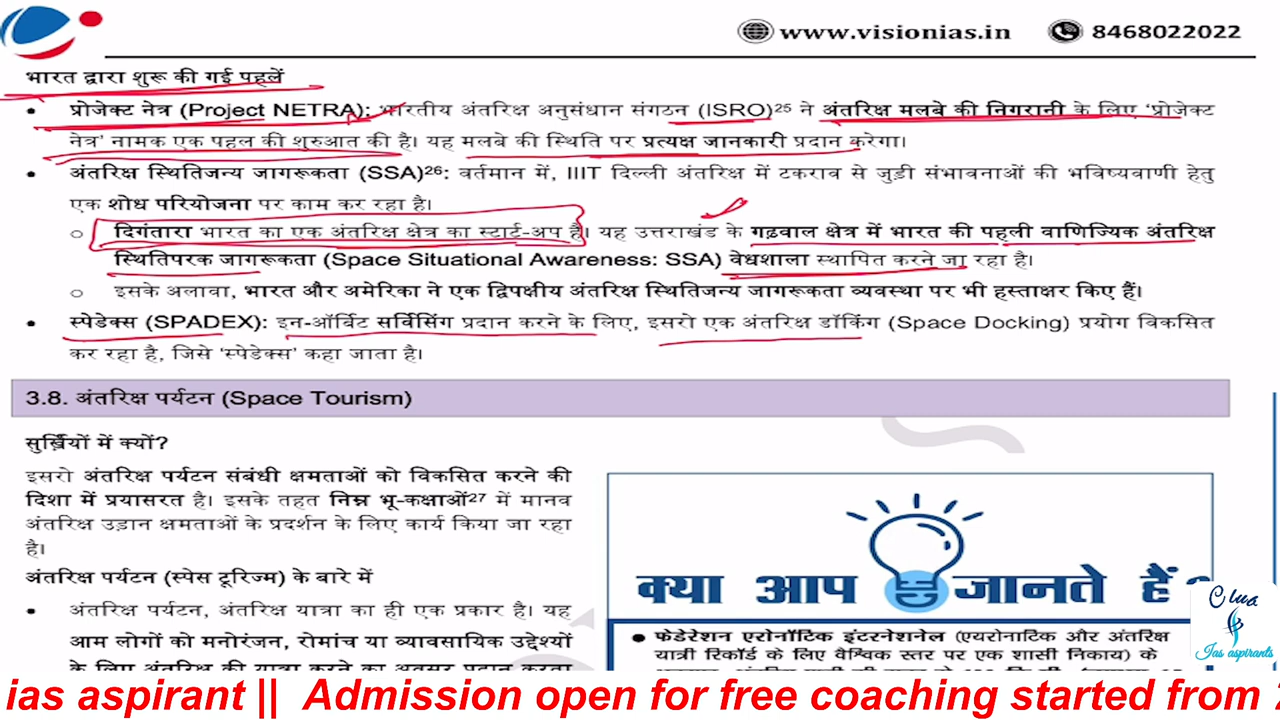 www.visionias.in 8468022022
भारत द्वारा शुरू की गई पहलें
• प्रोजेक्ट नेत्र (Project NETRA): भारतीय अंतरिक्ष अनुसंधान संगठन (ISRO)25 ने अंतरिक्ष मलबे की निगरानी के लिए 'प्रोजेक्ट
नेत्र' नामक एक पहल की शुरुआत की है। यह मलबे की स्थिति पर प्रत्यक्ष जानकारी प्रदान करेगा।
• अंतरिक्ष स्थितिजन्य जागरूकता (SSA)26: वर्तमान में, IIIT दिल्ली अंतरिक्ष में टकराव से जुड़ी संभावनाओं की भविष्यवाणी हेतु
एक शोध परियोजना पर काम कर रहा है।
○ दिगंतारा भारत का एक अंतरिक्ष क्षेत्र का स्टार्ट-अप है। यह उत्तराखंड के गढ़वाल क्षेत्र में भारत की पहली वाणिज्यिक अंतरिक्ष
स्थितिपरक जागरूकता (Space Situational Awareness: SSA) वेधशाला स्थापित करने जा रहा है।
○ इसके अलावा, भारत और अमेरिका ने एक द्विपक्षीय अंतरिक्ष स्थितिजन्य जागरूकता व्यवस्था पर भी हस्ताक्षर किए हैं।
• स्पेडेक्स (SPADEX): इन-ऑर्बिट सर्विसिंग प्रदान करने के लिए, इसरो एक अंतरिक्ष डॉकिंग (Space Docking) प्रयोग विकसित
कर रहा है, जिसे 'स्पेडेक्स' कहा जाता है।
3.8. अंतरिक्ष पर्यटन (Space Tourism)
सुर्ख़ियों में क्यों?
इसरो अंतरिक्ष पर्यटन संबंधी क्षमताओं को विकसित करने की
दिशा में प्रयासरत है। इसके तहत निम्न भू-कक्षाओं27 में मानव
अंतरिक्ष उड़ान क्षमताओं के प्रदर्शन के लिए कार्य किया जा रहा
है।
अंतरिक्ष पर्यटन (स्पेस टूरिज्म) के बारे में
• अंतरिक्ष पर्यटन, अंतरिक्ष यात्रा का ही एक प्रकार है। यह
आम लोगों को मनोरंजन, रोमांच या व्यावसायिक उद्देश्यों
के लिए अंतरिक्ष की यात्रा करने का अवसर प्रदान करता
क्या आप जानते हैं
• फेडरेशन एरोनॉटिक इंटरनेशनेल (एयरोनाटिक और अंतरिक्ष
यात्री रिकॉर्ड के लिए वैश्विक स्तर पर एक शासी निकाय) के
Clue
Ias aspirants
ias aspirant || Admission open for free coaching started from